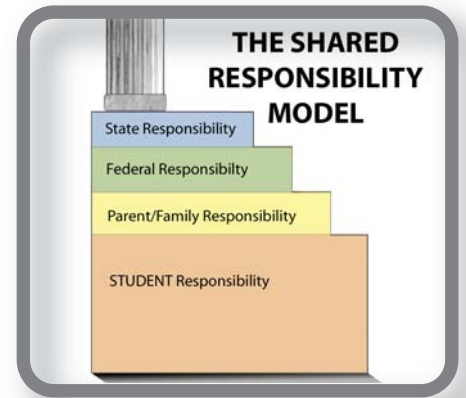 THE SHARED
RESPONSIBILITY
MODEL
State Responsibility
Federal Responsibilty
Parent/Family Responsibility
STUDENT Responsibility